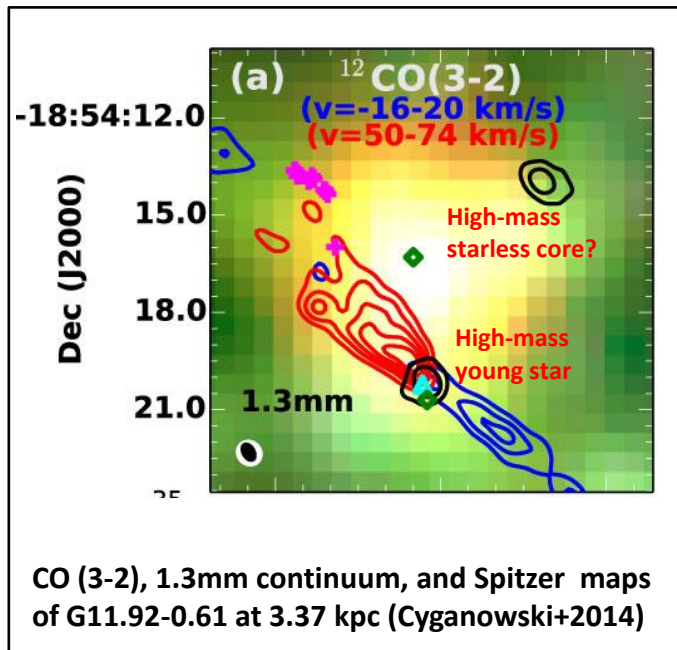 (a) ¹²CO(3-2)
(v=-16-20 km/s)
(v=50-74 km/s)
-18:54:12.0
15.0
18.0
21.0
Dec (J2000)
High-mass
starless core?
High-mass
young star
1.3mm
CO (3-2), 1.3mm continuum, and Spitzer maps
of G11.92-0.61 at 3.37 kpc (Cyganowski+2014)